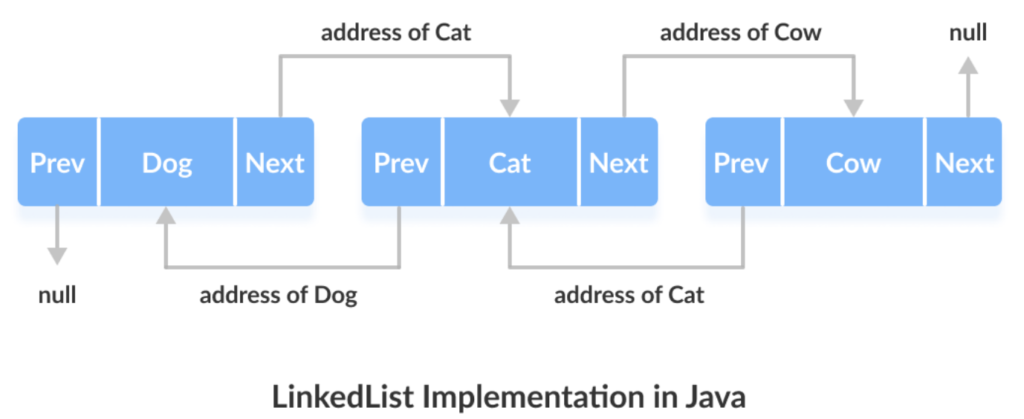 address of Cat
address of Cow
null
Prev
Dog
Next
Prev
Cat
Next
Prev
Cow
Next
null
address of Dog
address of Cat
LinkedList Implementation in Java